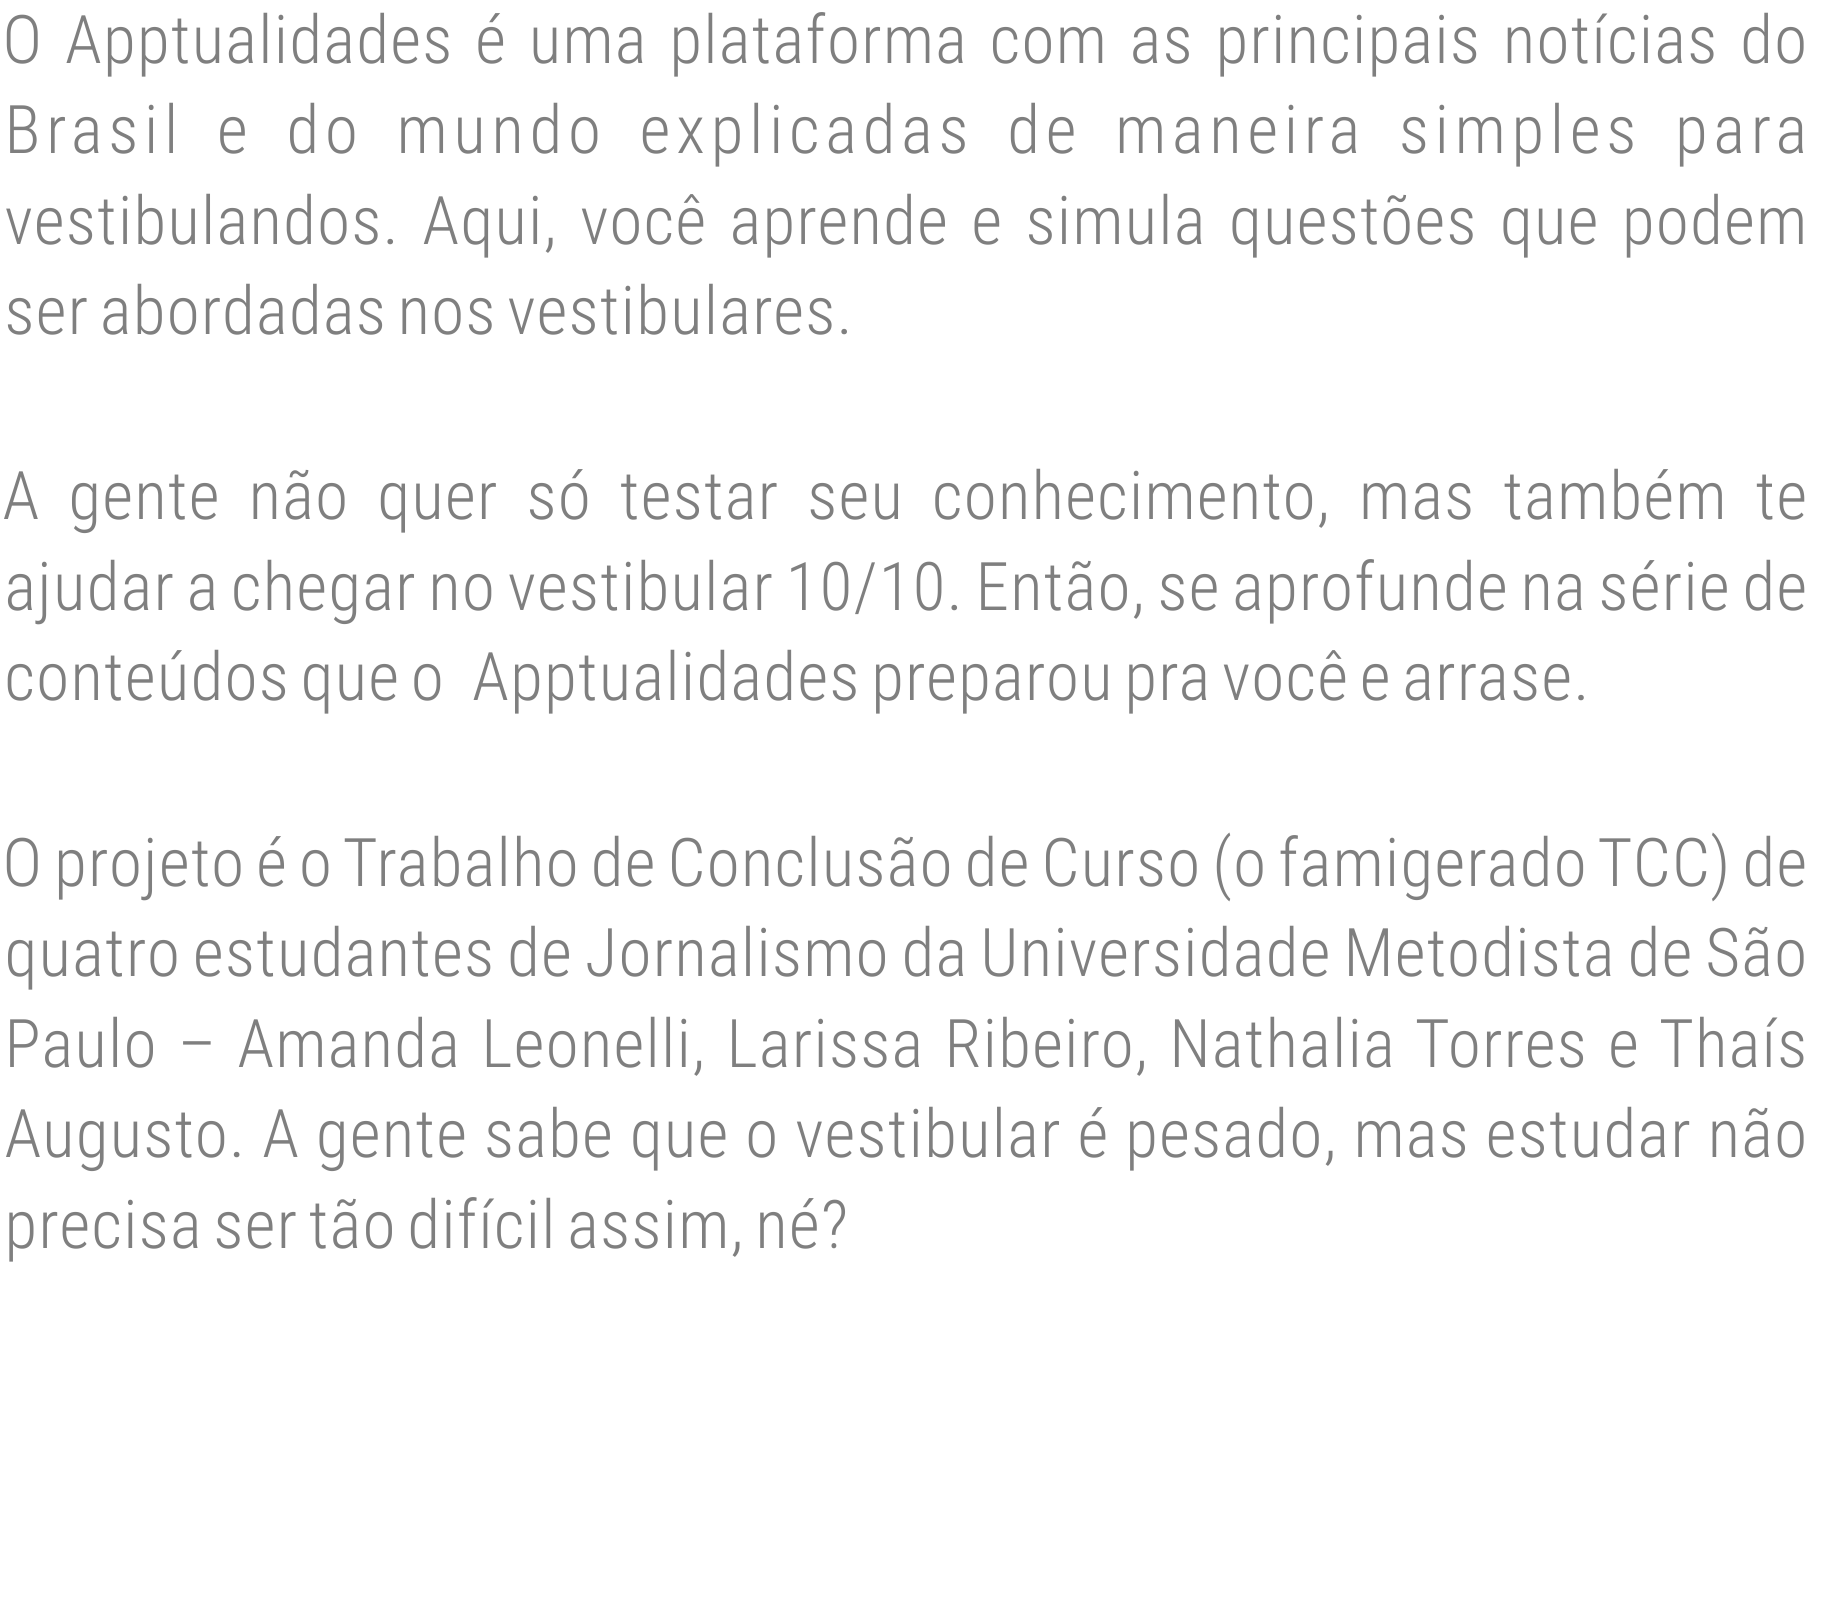 O Apptualidades é uma plataforma com as principais notícias do
Brasil e do mundo explicadas de maneira simples para
vestibulandos. Aqui, você aprende e simula questões que podem
ser abordadas nos vestibulares.
A gente não quer só testar seu conhecimento, mas também te
ajudar a chegar no vestibular 10/10. Então, se aprofunde na série de
conteúdos que o  Apptualidades preparou pra você e arrase.
O projeto é o Trabalho de Conclusão de Curso (o famigerado TCC) de
quatro estudantes de Jornalismo da Universidade Metodista de São
Paulo – Amanda Leonelli, Larissa Ribeiro, Nathalia Torres e Thaís
Augusto. A gente sabe que o vestibular é pesado, mas estudar não
precisa ser tão difícil assim, né?